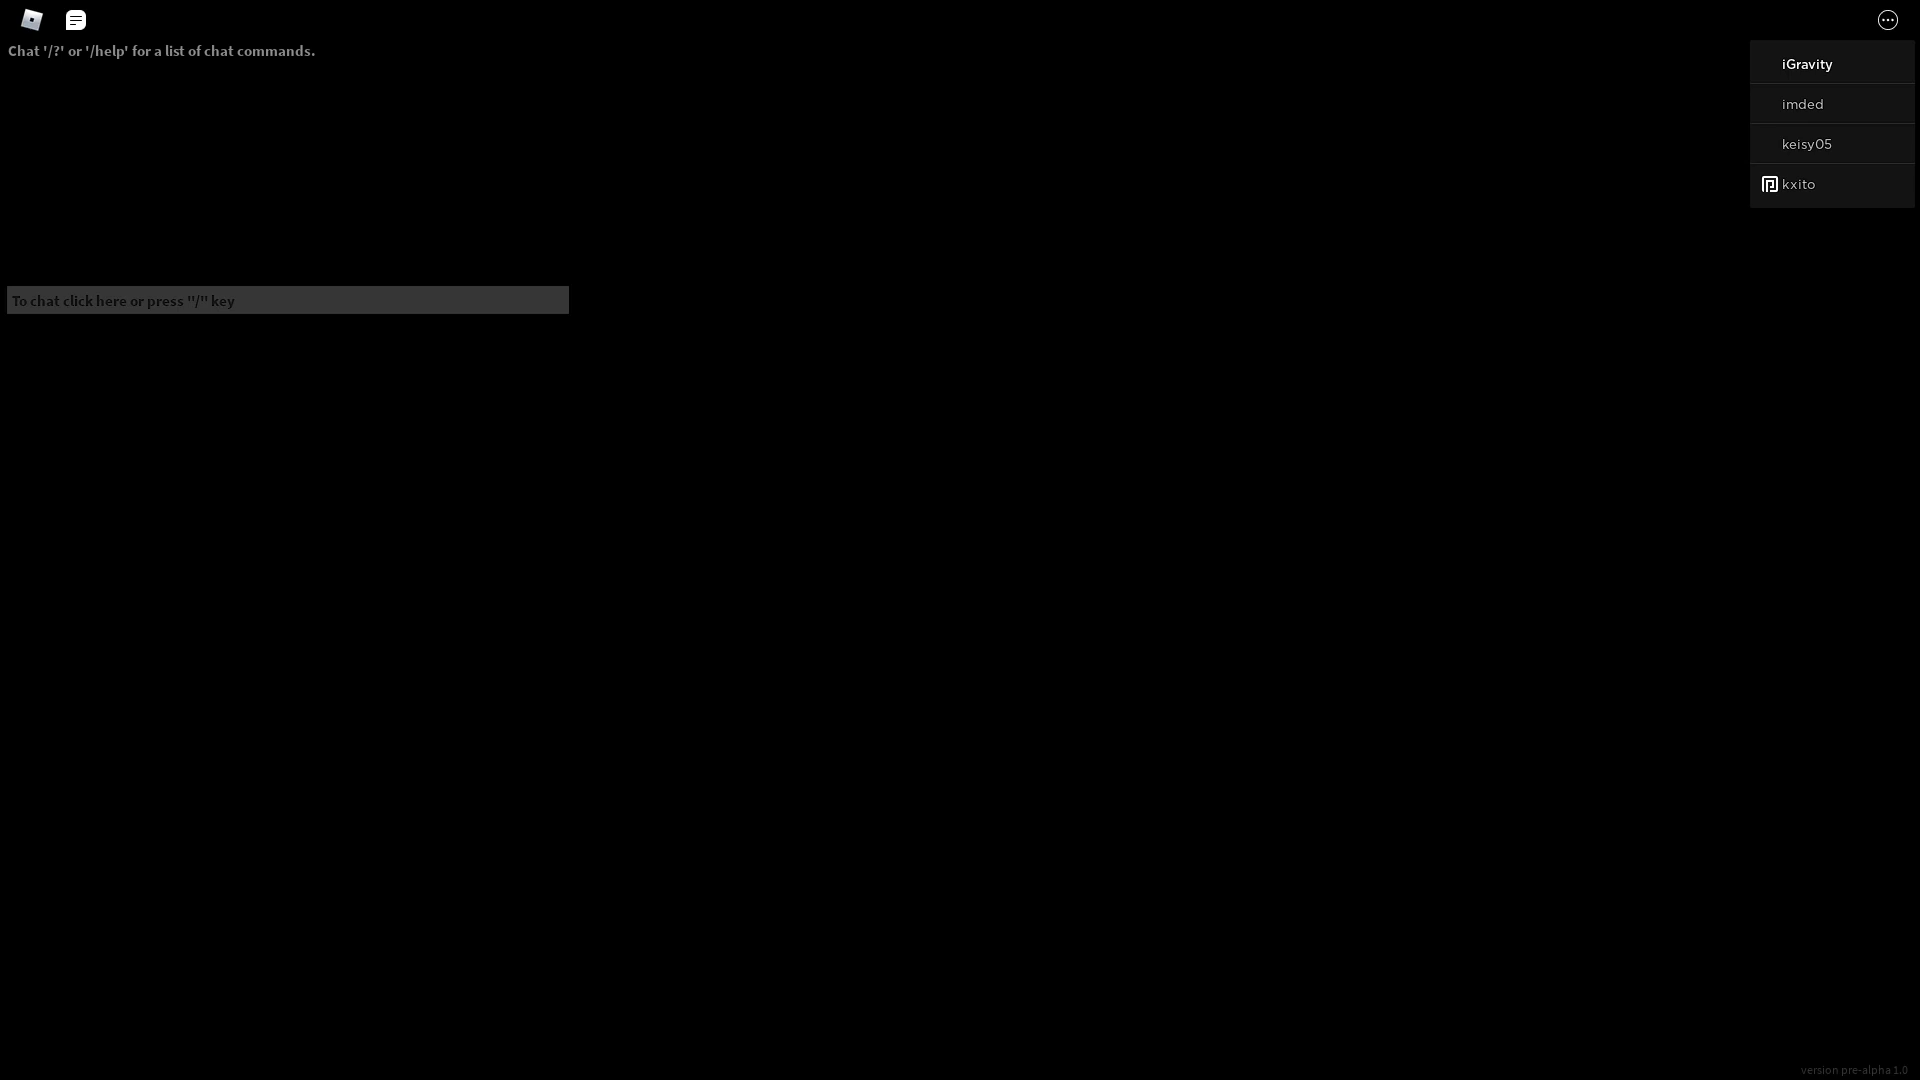 Chat '/?' or '/help' for a list of chat commands.
iGravity
imded
keisy05
kxito
To chat click here or press "/" key
version pre-alpha 1.0